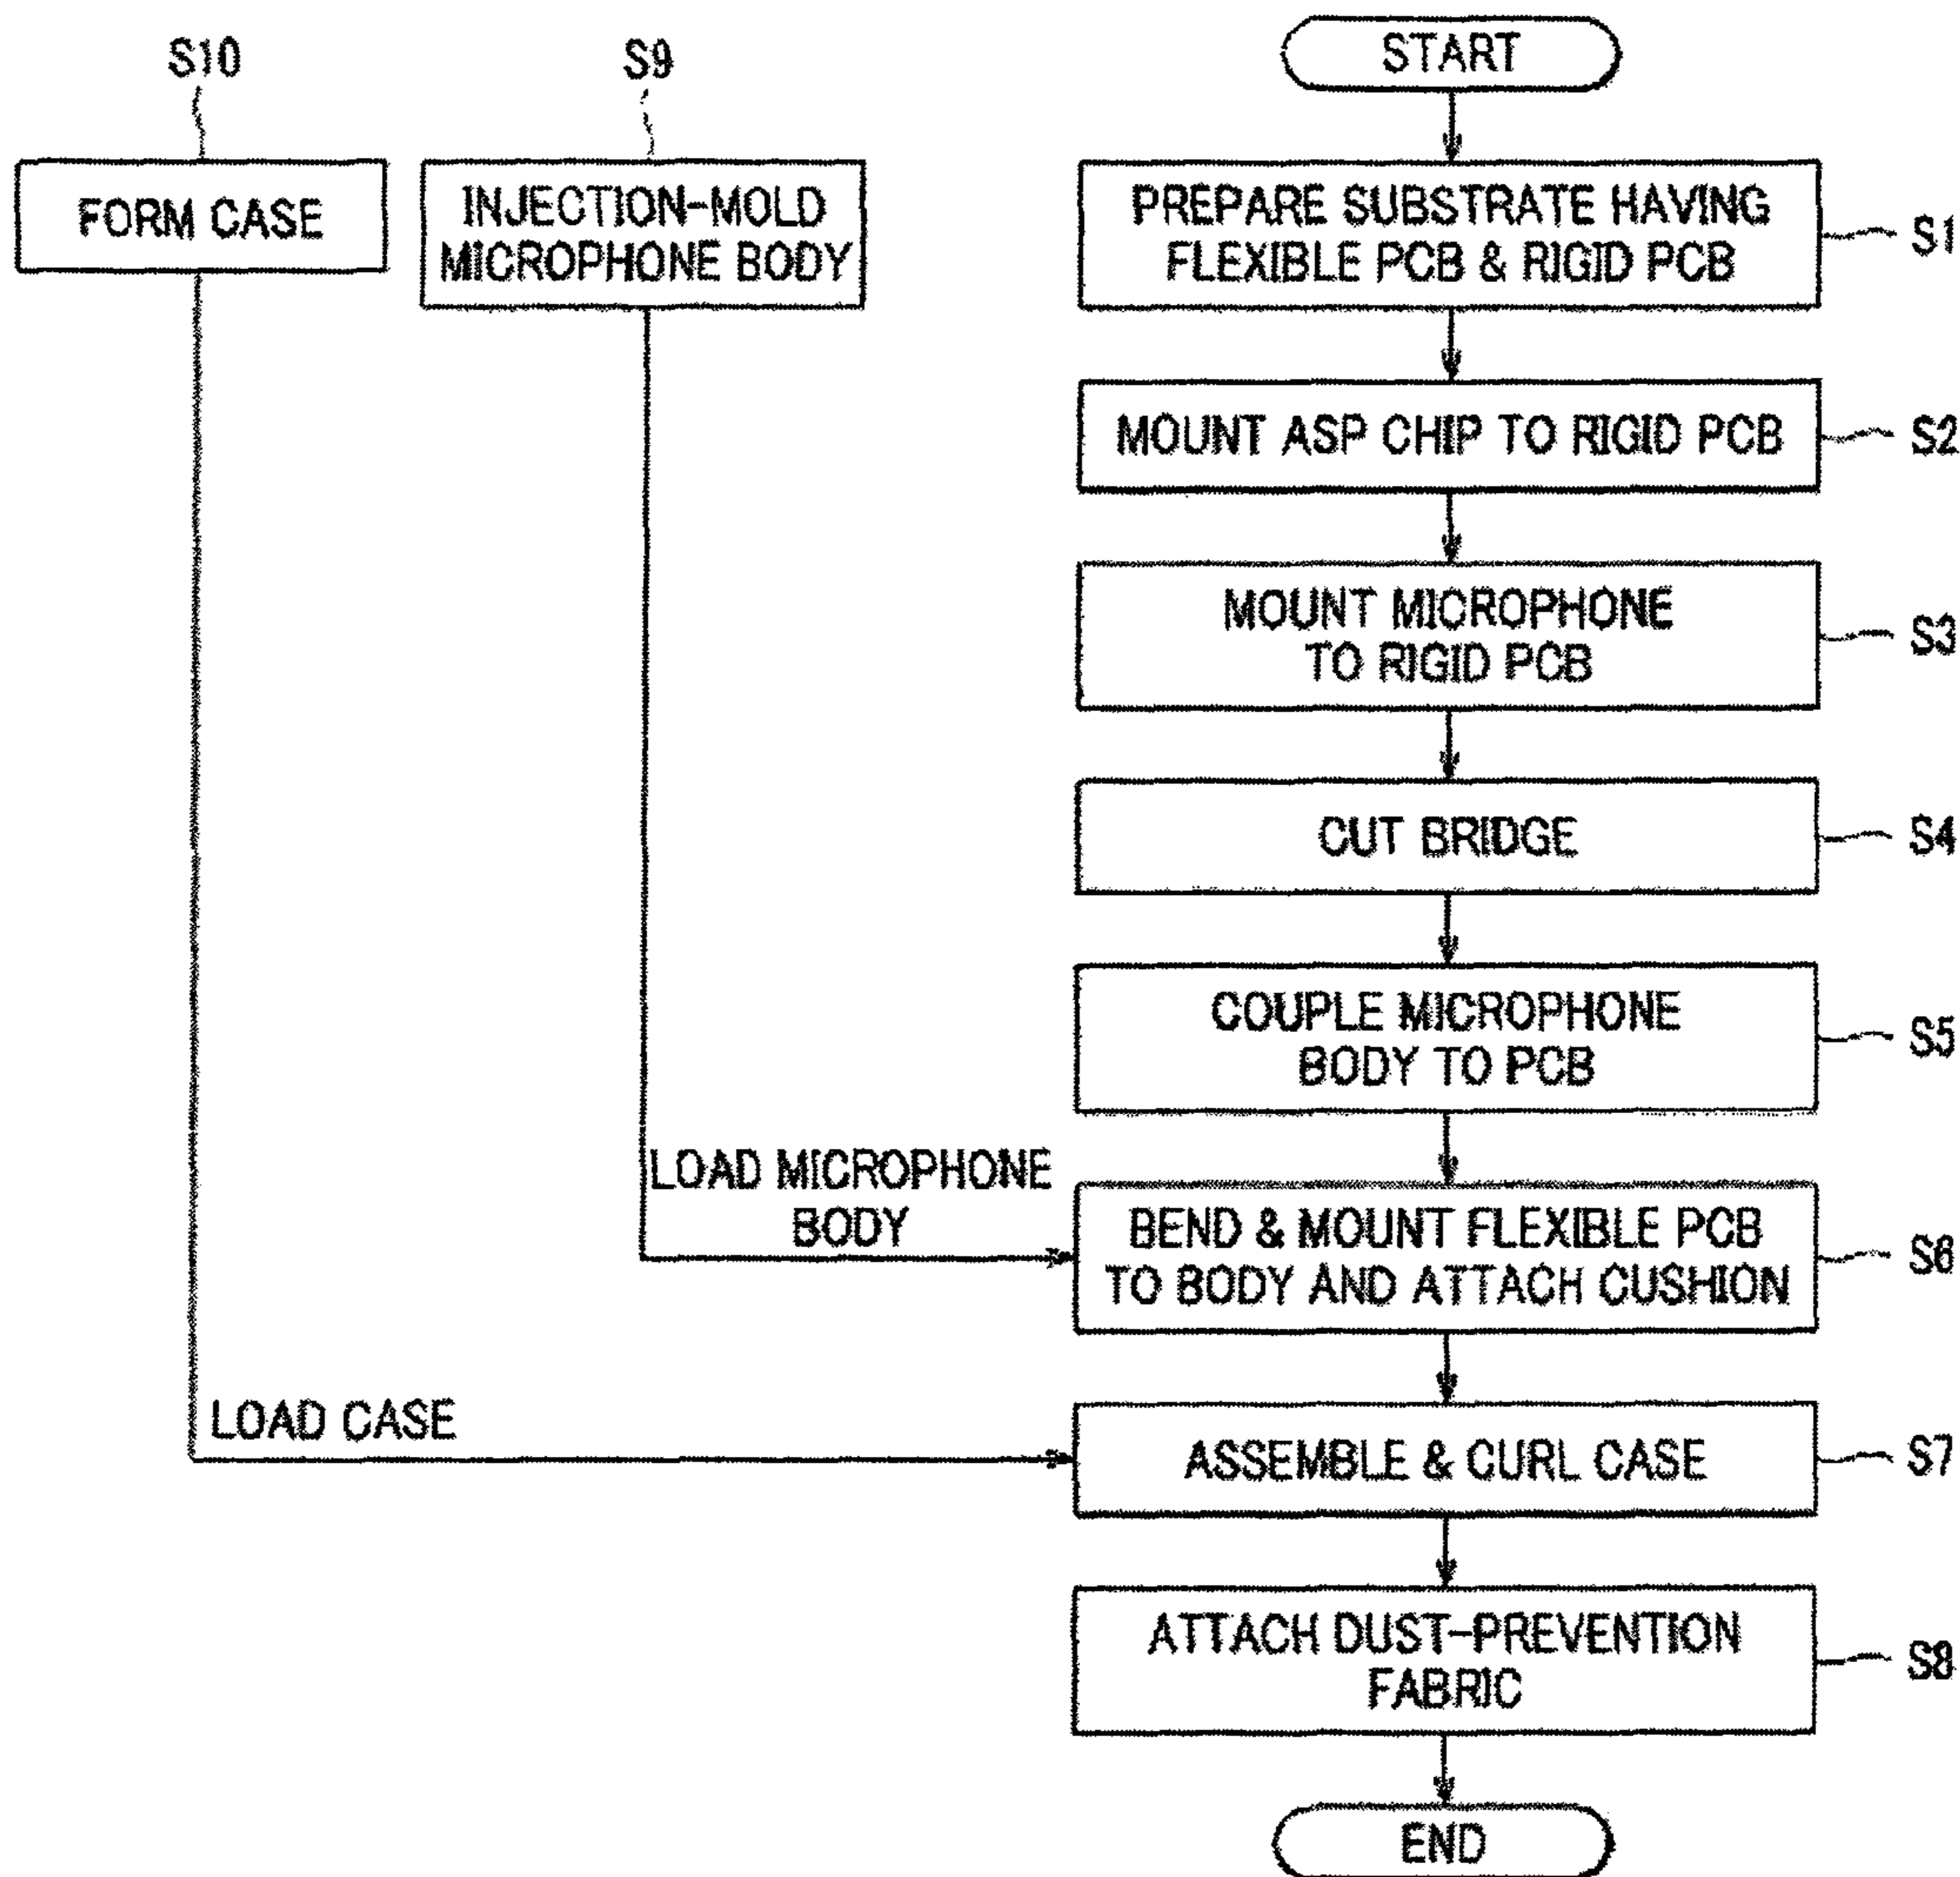 START
S10
S9
FORM CASE
INJECTION-MOLD
MICROPHONE BODY
PREPARE SUBSTRATE HAVING
FLEXIBLE PCB & RIGID PCB
S1
MOUNT ASP CHIP TO RIGID PCB
S2
MOUNT MICROPHONE
TO RIGID PCB
S3
CUT BRIDGE
S4
COUPLE MICROPHONE
BODY TO PCB
S5
LOAD MICROPHONE
BODY
BEND & MOUNT FLEXIBLE PCB
TO BODY AND ATTACH CUSHION
S6
LOAD CASE
ASSEMBLE & CURL CASE
S7
ATTACH DUST-PREVENTION
FABRIC
S8
END